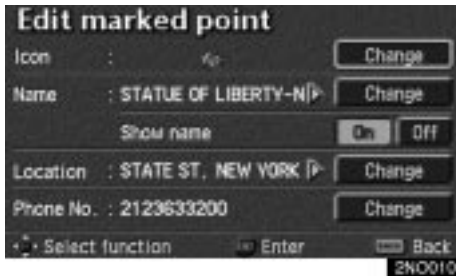 Edit marked point
Icon : Change
Name : STATUE OF LIBERTY-N Change
Show name On Off
Location : STATE ST, NEW YORK Change
Phone No. : 2123633200 Change
Select function Enter Back